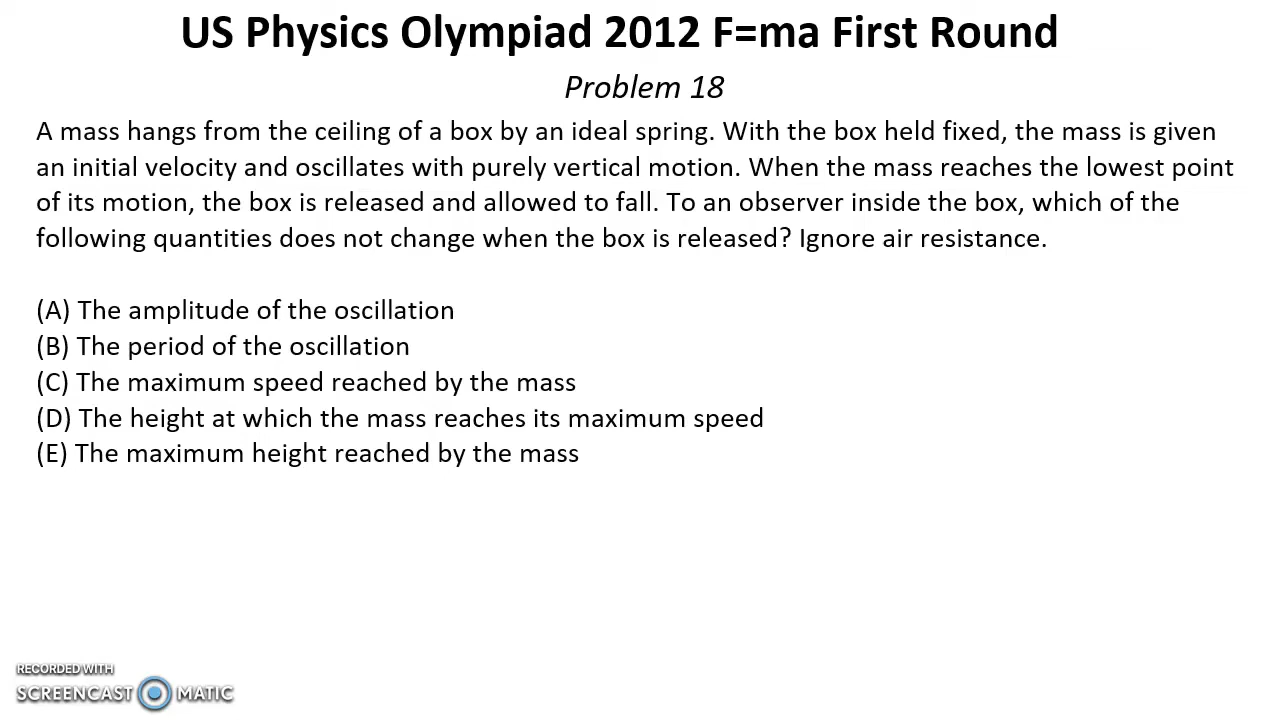 US Physics Olympiad 2012 F=ma First Round
Problem 18
A mass hangs from the ceiling of a box by an ideal spring. With the box held fixed, the mass is given
an initial velocity and oscillates with purely vertical motion. When the mass reaches the lowest point
of its motion, the box is released and allowed to fall. To an observer inside the box, which of the
following quantities does not change when the box is released? Ignore air resistance.
(A) The amplitude of the oscillation
(B) The period of the oscillation
(C) The maximum speed reached by the mass
(D) The height at which the mass reaches its maximum speed
(E) The maximum height reached by the mass
RECORDED WITH
SCREENCAST MATIC